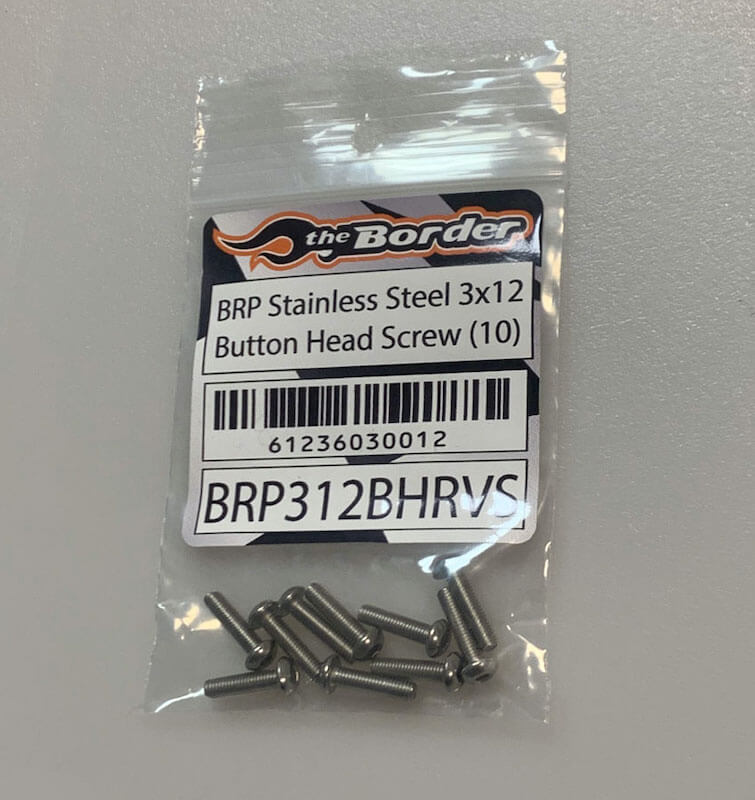 the Border
BRP Stainless Steel 3x12
Button Head Screw (10)
61236030012
BRP312BHRVS